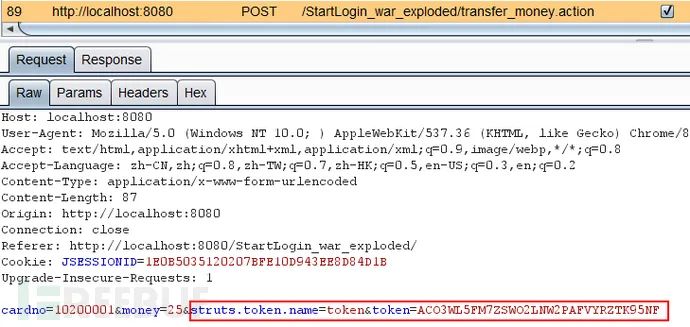 89 http://localhost:8080 POST /StartLogin_war_exploded/transfer_money.action
Request Response
Raw Params Headers Hex
Host: localhost:8080
User-Agent: Mozilla/5.0 (Windows NT 10.0; ) AppleWebKit/537.36 (KHTML, like Gecko) Chrome/8
Accept: text/html,application/xhtml+xml,application/xml;q=0.9,image/webp,*/*;q=0.8
Accept-Language: zh-CN,zh;q=0.8,zh-TW;q=0.7,zh-HK;q=0.5,en-US;q=0.3,en;q=0.2
Content-Type: application/x-www-form-urlencoded
Content-Length: 87
Origin: http://localhost:8080
Connection: close
Referer: http://localhost:8080/StartLogin_war_exploded/
Cookie: JSESSIONID=1E0B5035120207BFE10D943EE8D84D1B
Upgrade-Insecure-Requests: 1
cardno=10200001&money=25&struts.token.name=token&token=ACO3WL5FM7ZSWO2LNW2PAFVYRZTK95NF
REEBUF